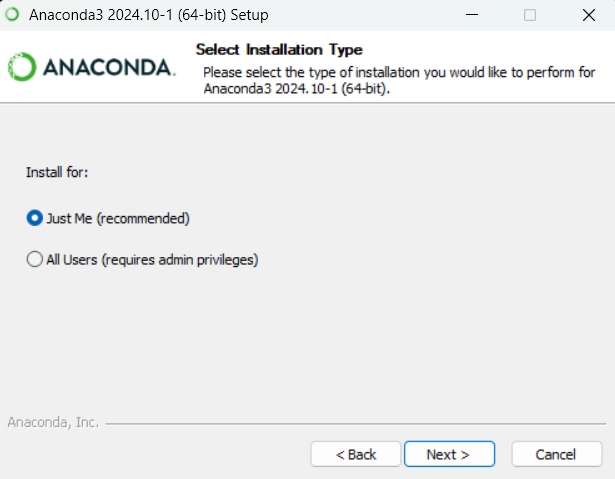 Anaconda3 2024.10-1 (64-bit) Setup
ANACONDA.
Select Installation Type
Please select the type of installation you would like to perform for
Anaconda3 2024.10-1 (64-bit).
Install for:
Just Me (recommended)
All Users (requires admin privileges)
Anaconda, Inc.
< Back
Next >
Cancel